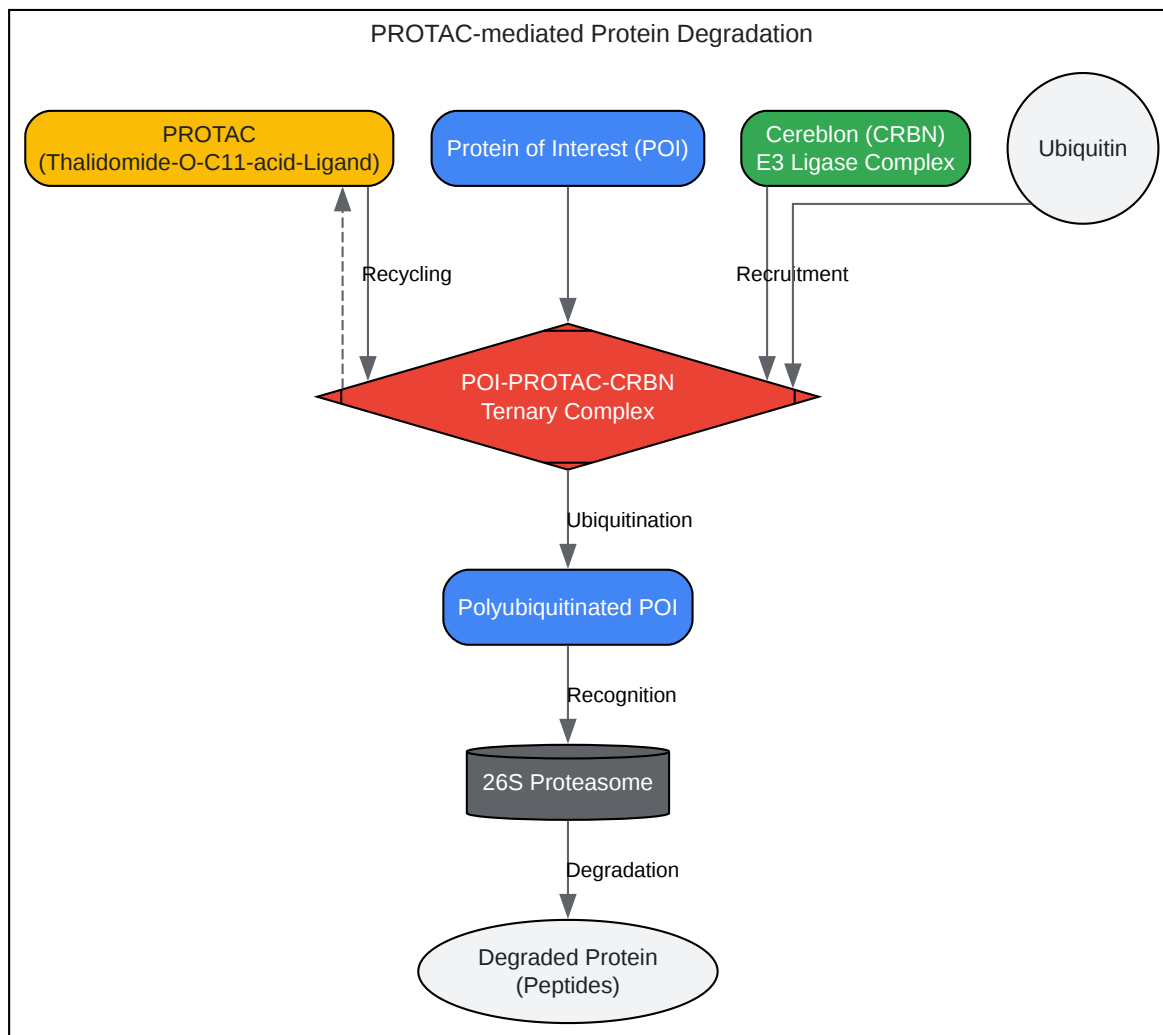 PROTAC-mediated Protein Degradation
PROTAC
(Thalidomide-O-C11-acid-Ligand)
Protein of Interest (POI)
Cereblon (CRBN)
E3 Ligase Complex
Ubiquitin
Recycling
Recruitment
POI-PROTAC-CRBN
Ternary Complex
Ubiquitination
Polyubiquitinated POI
Recognition
26S Proteasome
Degradation
Degraded Protein
(Peptides)